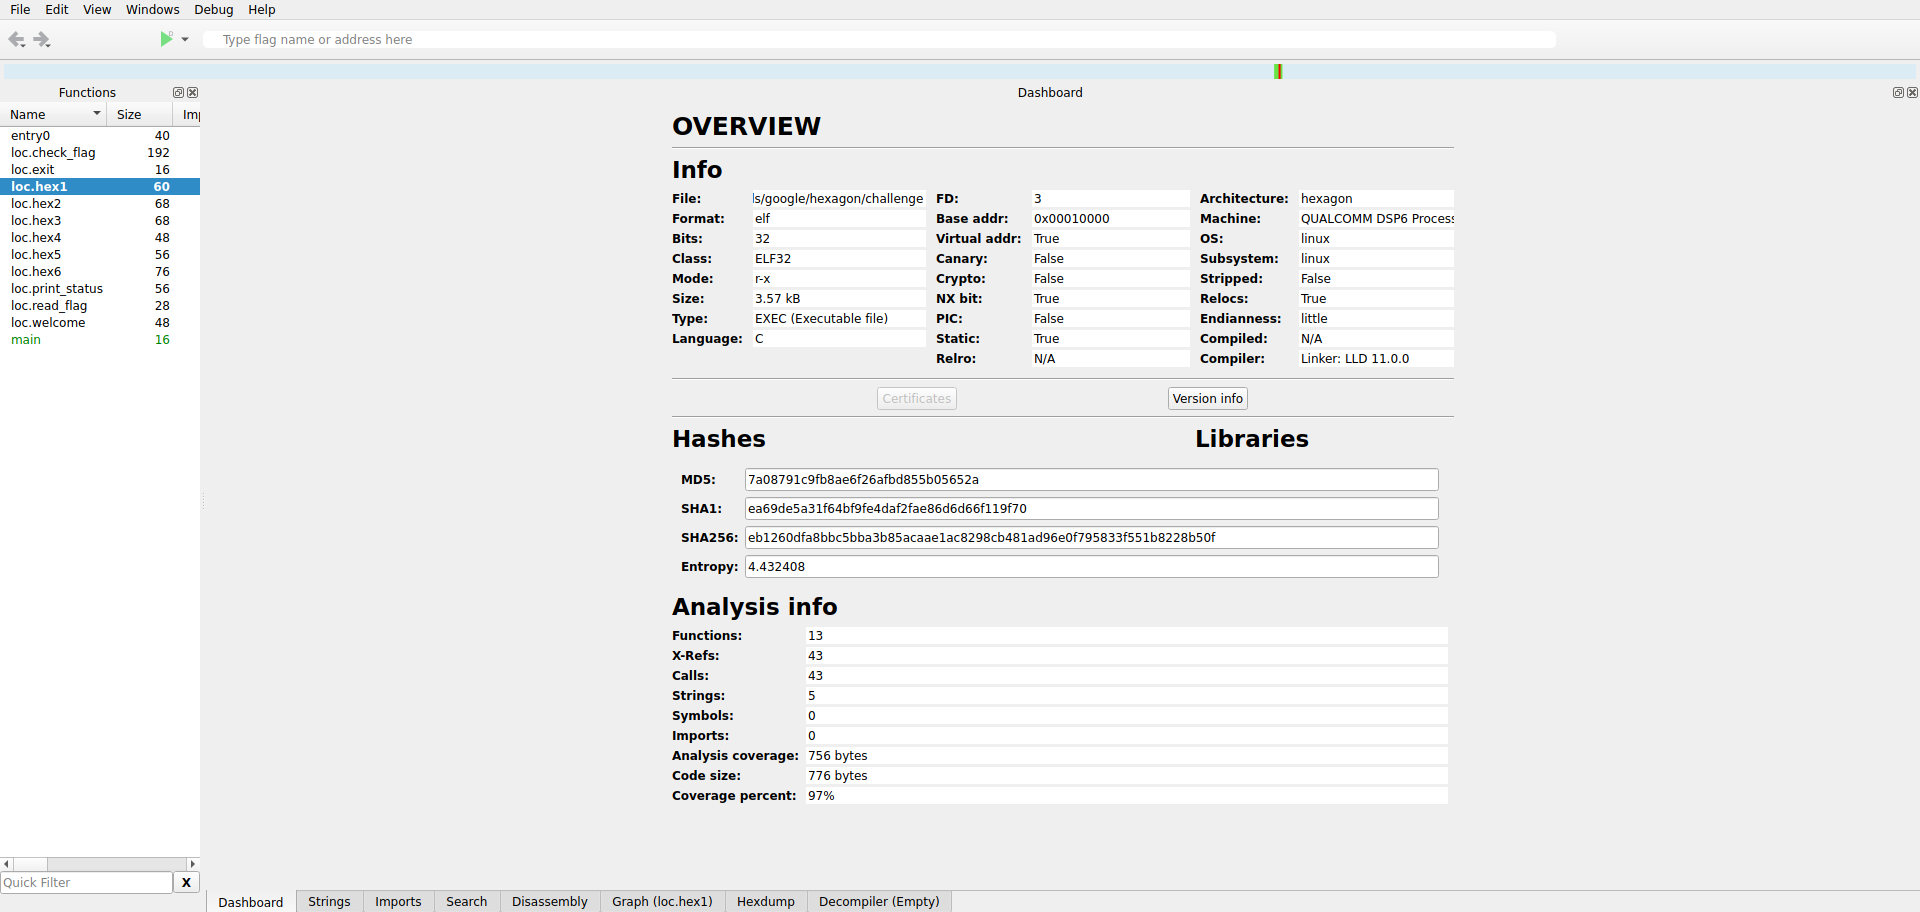 File Edit View Windows Debug Help
Type flag name or address here
Functions
Dashboard
Name Size Imp
entry0 40
loc.check_flag 192
loc.exit 16
loc.hex1 60
loc.hex2 68
loc.hex3 68
loc.hex4 48
loc.hex5 56
loc.hex6 76
loc.print_status 56
loc.read_flag 28
loc.welcome 48
main 16
Quick Filter X
OVERVIEW
Info
File: ls/google/hexagon/challenge FD: 3 Architecture: hexagon
Format: elf Base addr: 0x00010000 Machine: QUALCOMM DSP6 Process
Bits: 32 Virtual addr: True OS: linux
Class: ELF32 Canary: False Subsystem: linux
Mode: r-x Crypto: False Stripped: False
Size: 3.57 kB NX bit: True Relocs: True
Type: EXEC (Executable file) PIC: False Endianness: little
Language: C Static: True Compiled: N/A
Relro: N/A Compiler: Linker: LLD 11.0.0
Certificates Version info
Hashes Libraries
MD5: 7a08791c9fb8ae6f26afbd855b05652a
SHA1: ea69de5a31f64bf9fe4daf2fae86d6d66f119f70
SHA256: eb1260dfa8bbc5bba3b85acaae1ac8298cb481ad96e0f795833f551b8228b50f
Entropy: 4.432408
Analysis info
Functions: 13
X-Refs: 43
Calls: 43
Strings: 5
Symbols: 0
Imports: 0
Analysis coverage: 756 bytes
Code size: 776 bytes
Coverage percent: 97%
Dashboard Strings Imports Search Disassembly Graph (loc.hex1) Hexdump Decompiler (Empty)